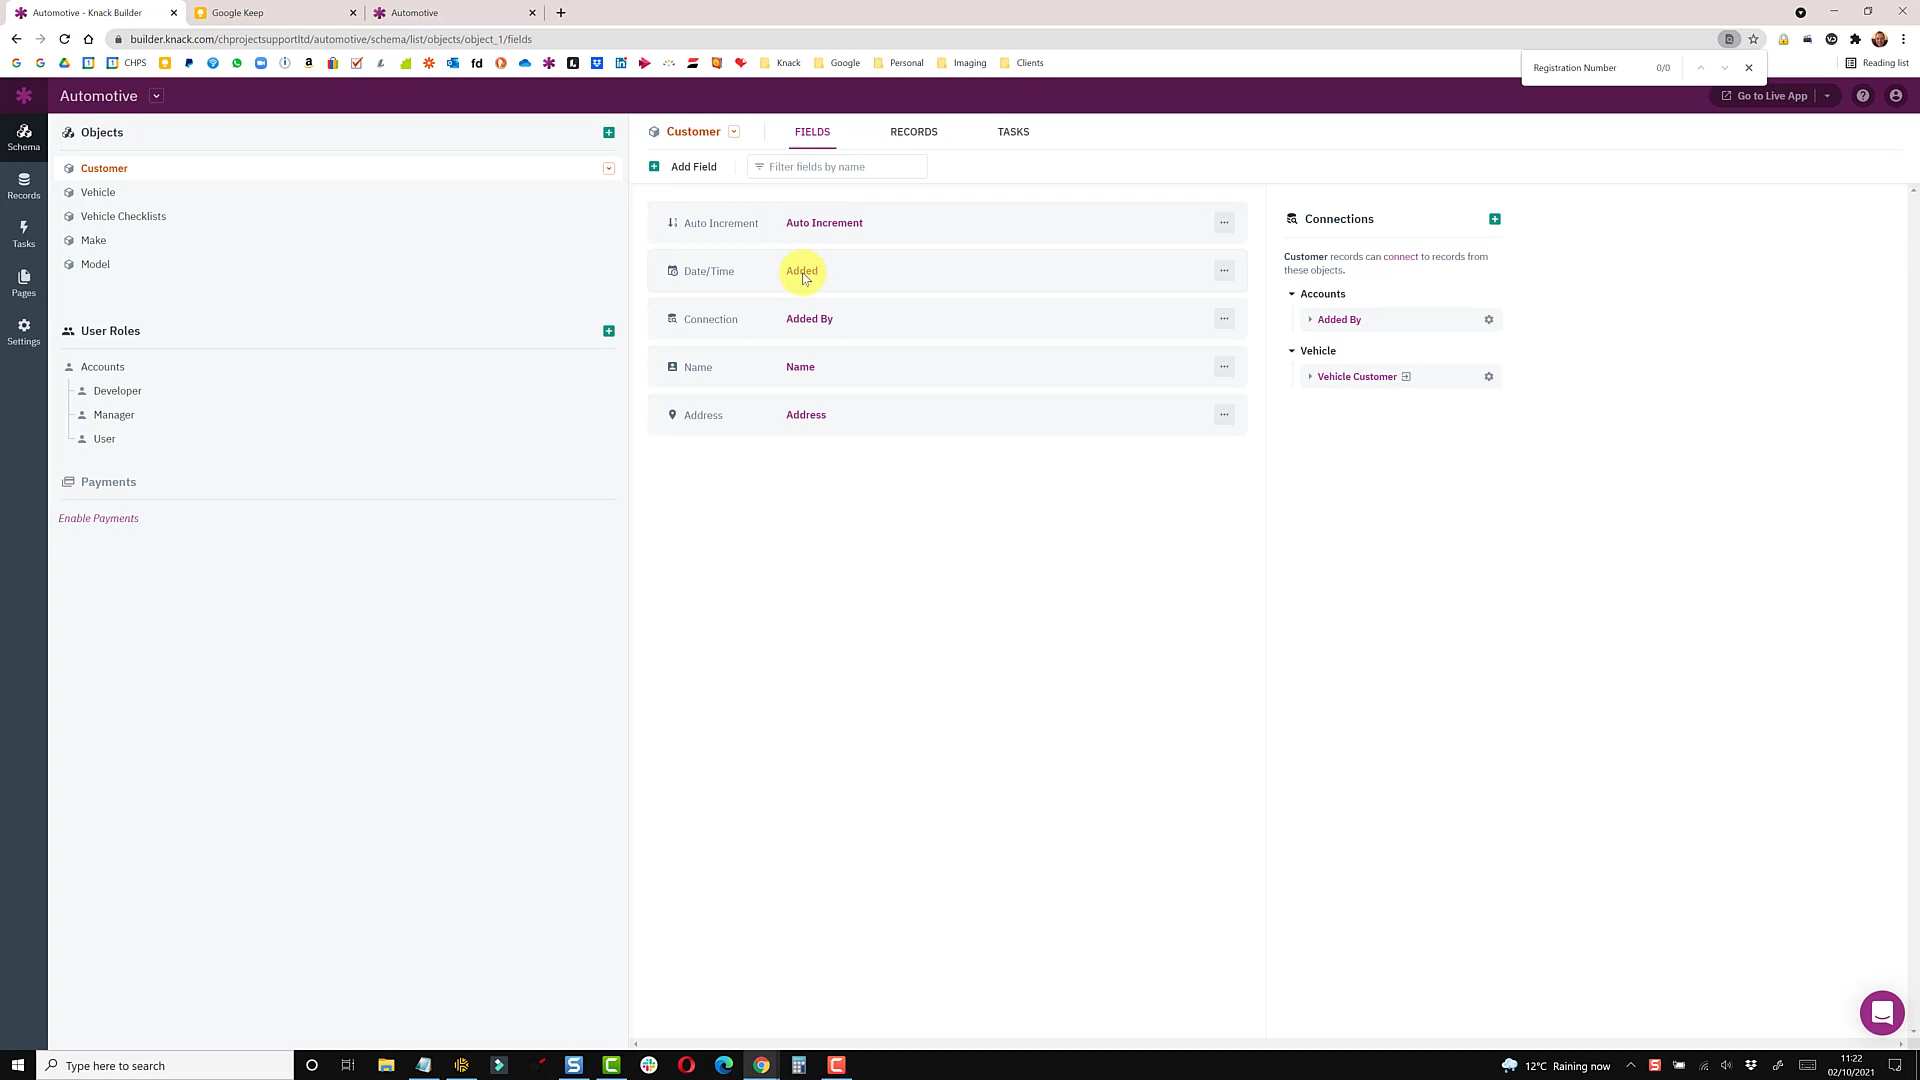 Automotive - Knack Builder
Google Keep
Automotive
builder.knack.com/chprojectsupportltd/automotive/schema/list/objects/object_1/fields
CHPS
Knack
Google
Personal
Imaging
Clients
Registration Number 0/0
Reading list
Automotive
Go to Live App
Schema
Records
Tasks
Pages
Settings
Objects
Customer
Vehicle
Vehicle Checklists
Make
Model
User Roles
Accounts
Developer
Manager
User
Payments
Enable Payments
Customer
FIELDS
RECORDS
TASKS
Add Field
Filter fields by name
Auto Increment Auto Increment
Date/Time Added
Connection Added By
Name Name
Address Address
Connections
Customer records can connect to records from
these objects.
Accounts
Added By
Vehicle
Vehicle Customer
Type here to search
12°C Raining now
11:22
02/10/2021